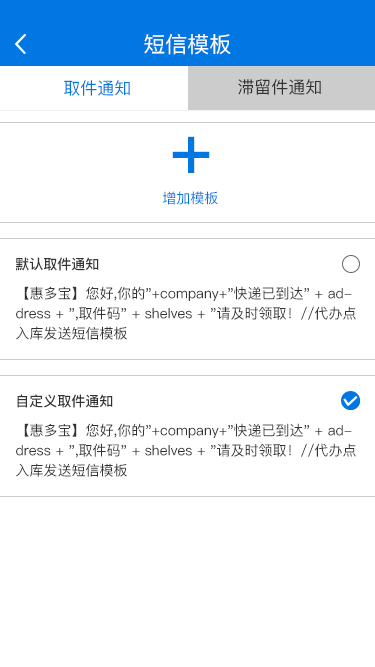 短信模板
取件通知
滞留件通知
增加模板
默认取件通知
【惠多宝】您好,你的”+company+”快递已到达” + ad-
dress + ”,取件码” + shelves + ”请及时领取！//代办点
入库发送短信模板
自定义取件通知
【惠多宝】您好,你的”+company+”快递已到达” + ad-
dress + ”,取件码” + shelves + ”请及时领取！//代办点
入库发送短信模板